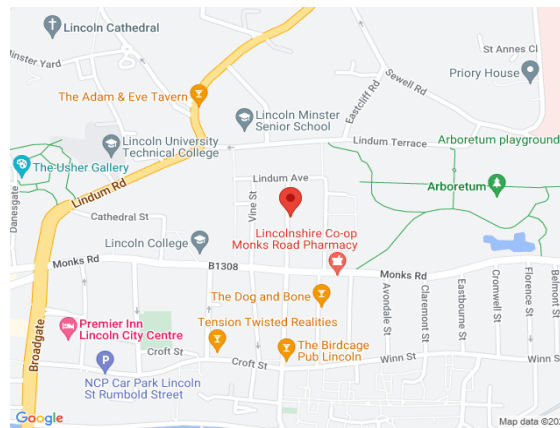 Lincoln Cathedral
Minster Yard
St Annes Cl
Priory House
Sewell Rd
Eastcliff Rd
The Adam & Eve Tavern
Lincoln Minster
Senior School
Lindum Terrace
Arboretum playground
Lincoln University
Technical College
The Usher Gallery
Lindum Ave
Arboretum
Danesgate
Lindum Rd
Vine St
Cathedral St
Lincolnshire Co-op
Monks Road Pharmacy
Lincoln College
Monks Rd
B1308
Monks Rd
The Dog and Bone
Avondale St
Claremont St
Eastbourne St
Cromwell St
Florence St
Belmont St
Broadgate
Premier Inn
Lincoln City Centre
Tension Twisted Realities
The Birdcage
Pub Lincoln
Croft St
Croft St
Winn St
Winn St
P
NCP Car Park Lincoln
St Rumbold Street
Google
Map data ©20